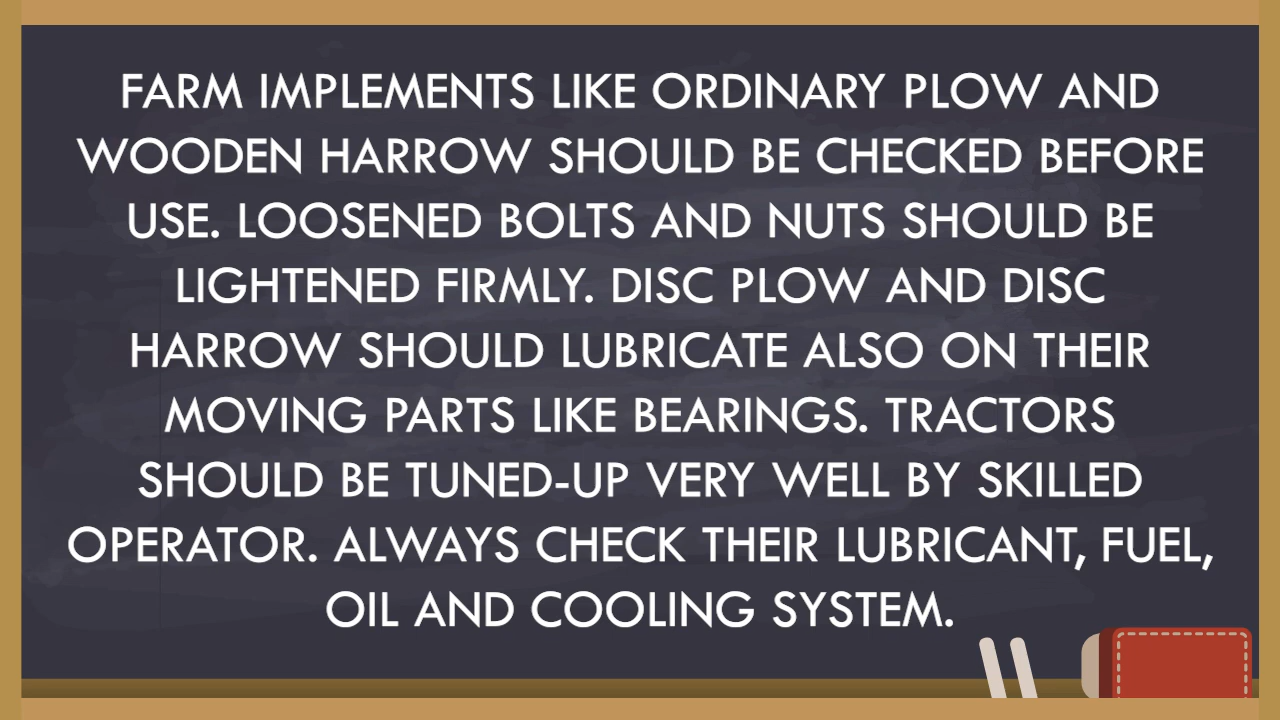 FARM IMPLEMENTS LIKE ORDINARY PLOW AND
WOODEN HARROW SHOULD BE CHECKED BEFORE
USE. LOOSENED BOLTS AND NUTS SHOULD BE
LIGHTENED FIRMLY. DISC PLOW AND DISC
HARROW SHOULD LUBRICATE ALSO ON THEIR
MOVING PARTS LIKE BEARINGS. TRACTORS
SHOULD BE TUNED-UP VERY WELL BY SKILLED
OPERATOR. ALWAYS CHECK THEIR LUBRICANT, FUEL,
OIL AND COOLING SYSTEM.